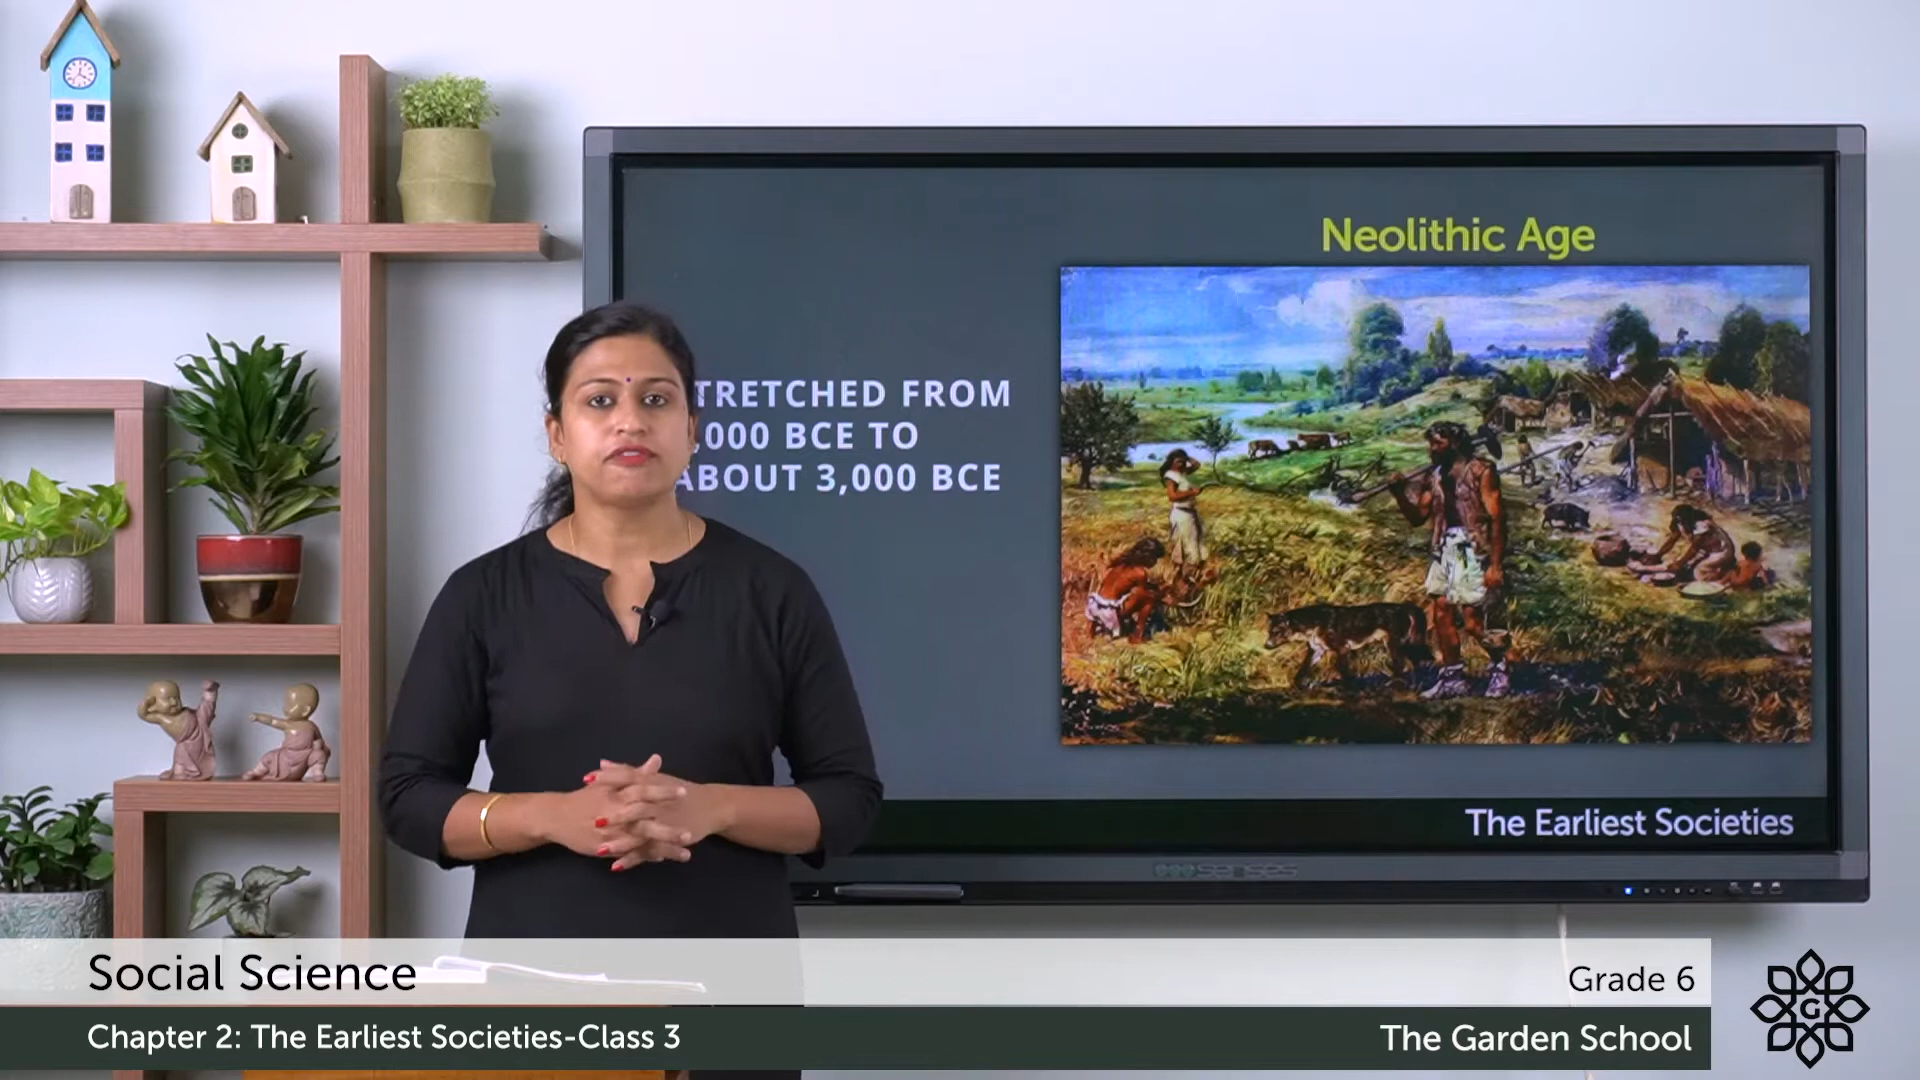 Neolithic Age
TRETCHED FROM
,000 BCE TO
ABOUT 3,000 BCE
The Earliest Societies
Social Science
Grade 6
Chapter 2: The Earliest Societies-Class 3
The Garden School
G